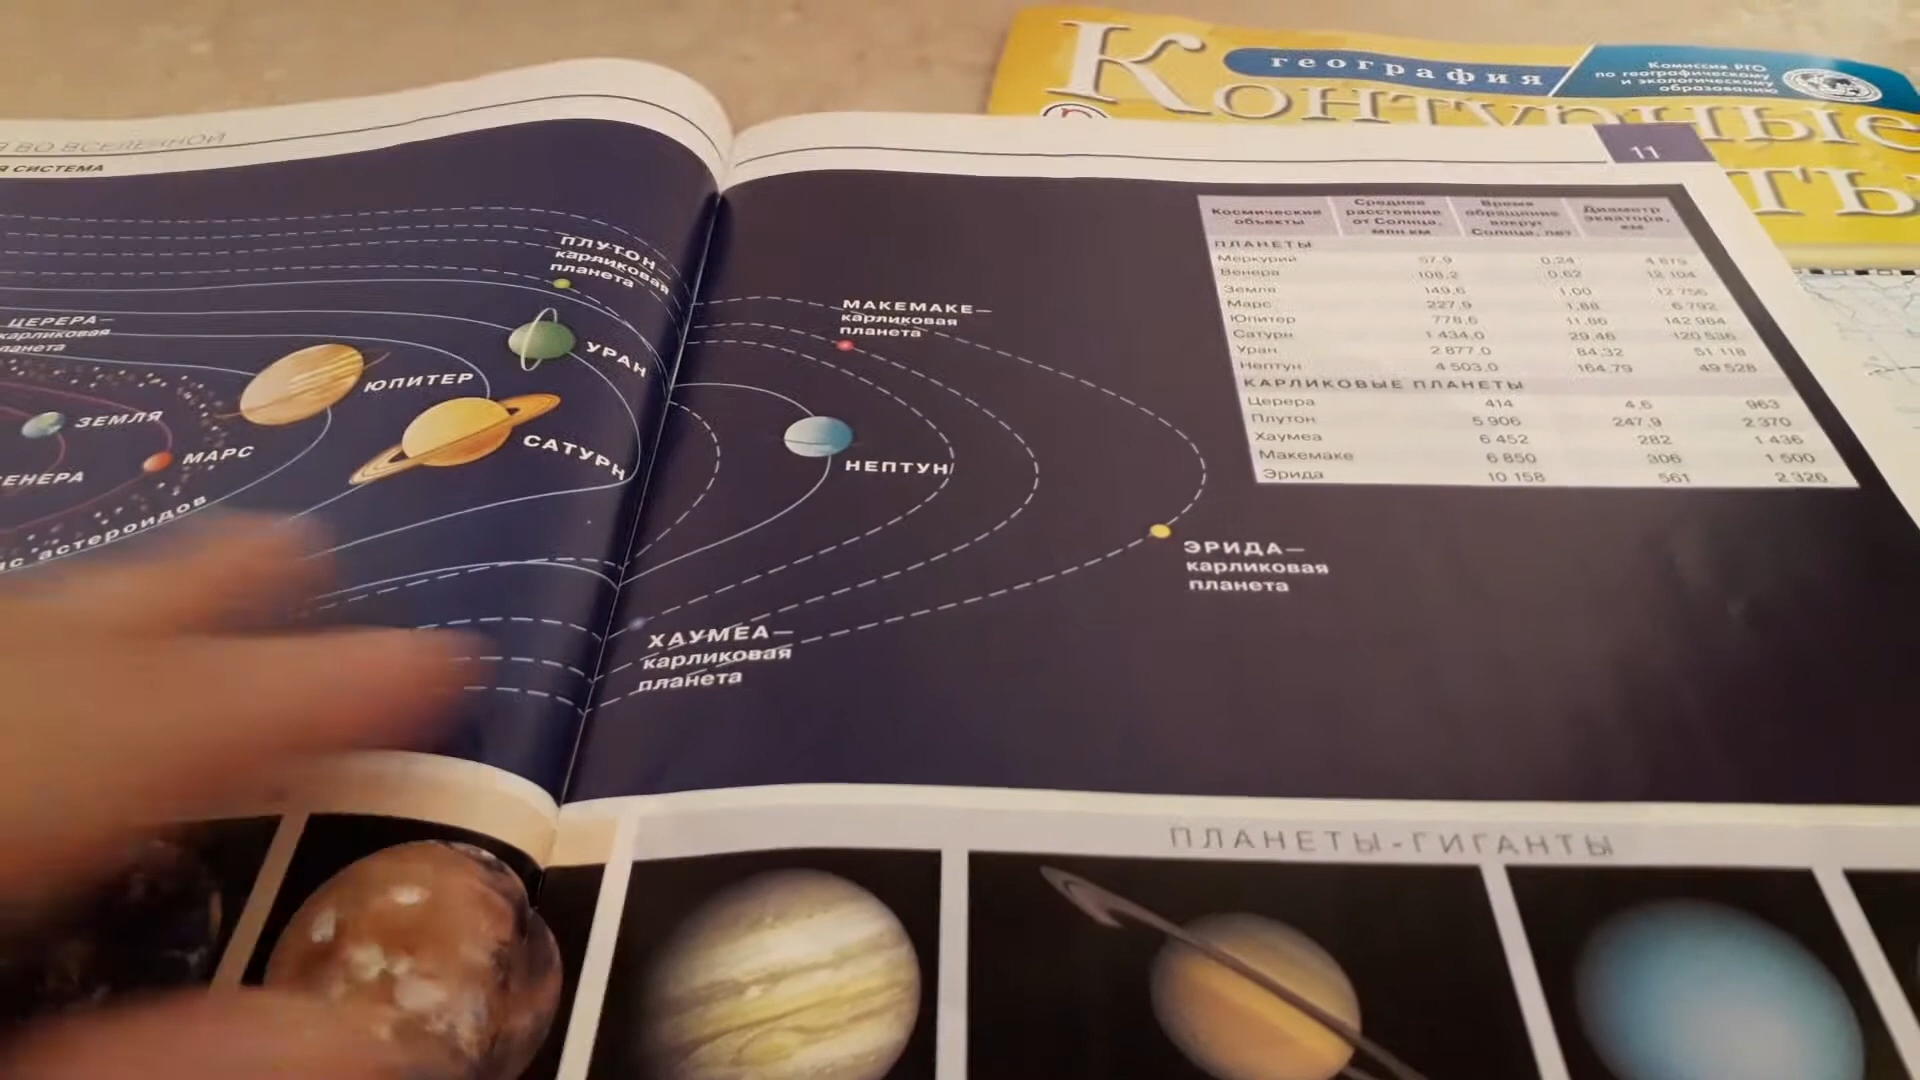 География
Комиссия РГО
по географическому
и экологическому
образованию
Контурные
Я ВО ВСЕЛЕННОЙ
Я СИСТЕМА
11
ПЛУТОН —
карликовая
планета
УРАН
ЦЕРЕРА—
карликовая
планета
ЮПИТЕР
ЗЕМЛЯ
МАРС
ЕНЕРА
САТУРН
яс астероидов
МАКЕМАКЕ—
карликовая
планета
НЕПТУН
ХАУМЕА—
карликовая
планета
ЭРИДА—
карликовая
планета
Космические объекты Среднее расстояние от Солнца, млн км Время обращения вокруг Солнца, лет Диаметр экватора, км
ПЛАНЕТЫ
Меркурий 57,9 0,24 4 879
Венера 108,2 0,62 12 104
Земля 149,6 1,00 12 756
Марс 227,9 1,88 6 792
Юпитер 778,6 11,86 142 984
Сатурн 1 434,0 29,46 120 536
Уран 2 877,0 84,32 51 118
Нептун 4 503,0 164,79 49 528
КАРЛИКОВЫЕ ПЛАНЕТЫ
Церера 414 4,6 963
Плутон 5 906 247,9 2 370
Хаумеа 6 452 282 1 436
Макемаке 6 850 306 1 500
Эрида 10 158 561 2 326
ПЛАНЕТЫ-ГИГАНТЫ